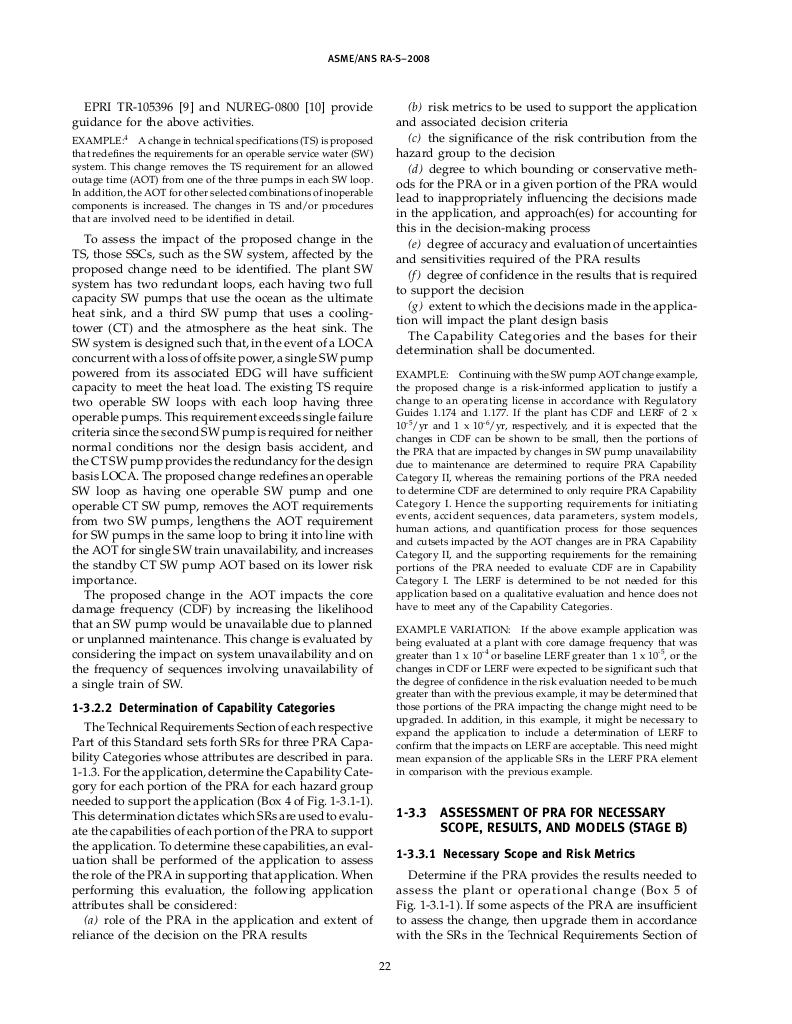 ASME/ANS RA-S–2008
EPRI TR-105396 [9] and NUREG-0800 [10] provide
guidance for the above activities.
EXAMPLE:4 A change in technical specifications (TS) is proposed
that redefines the requirements for an operable service water (SW)
system. This change removes the TS requirement for an allowed
outage time (AOT) from one of the three pumps in each SW loop.
In addition, the AOT for other selected combinations of inoperable
components is increased. The changes in TS and/or procedures
that are involved need to be identified in detail.
To assess the impact of the proposed change in the
TS, those SSCs, such as the SW system, affected by the
proposed change need to be identified. The plant SW
system has two redundant loops, each having two full
capacity SW pumps that use the ocean as the ultimate
heat sink, and a third SW pump that uses a cooling-
tower (CT) and the atmosphere as the heat sink. The
SW system is designed such that, in the event of a LOCA
concurrent with a loss of offsite power, a single SW pump
powered from its associated EDG will have sufficient
capacity to meet the heat load. The existing TS require
two operable SW loops with each loop having three
operable pumps. This requirement exceeds single failure
criteria since the second SW pump is required for neither
normal conditions nor the design basis accident, and
the CT SW pump provides the redundancy for the design
basis LOCA. The proposed change redefines an operable
SW loop as having one operable SW pump and one
operable CT SW pump, removes the AOT requirements
from two SW pumps, lengthens the AOT requirement
for SW pumps in the same loop to bring it into line with
the AOT for single SW train unavailability, and increases
the standby CT SW pump AOT based on its lower risk
importance.
The proposed change in the AOT impacts the core
damage frequency (CDF) by increasing the likelihood
that an SW pump would be unavailable due to planned
or unplanned maintenance. This change is evaluated by
considering the impact on system unavailability and on
the frequency of sequences involving unavailability of
a single train of SW.
1-3.2.2 Determination of Capability Categories
The Technical Requirements Section of each respective
Part of this Standard sets forth SRs for three PRA Capa-
bility Categories whose attributes are described in para.
1-1.3. For the application, determine the Capability Cate-
gory for each portion of the PRA for each hazard group
needed to support the application (Box 4 of Fig. 1-3.1-1).
This determination dictates which SRs are used to evalu-
ate the capabilities of each portion of the PRA to support
the application. To determine these capabilities, an eval-
uation shall be performed of the application to assess
the role of the PRA in supporting that application. When
performing this evaluation, the following application
attributes shall be considered:
(a) role of the PRA in the application and extent of
reliance of the decision on the PRA results
(b) risk metrics to be used to support the application
and associated decision criteria
(c) the significance of the risk contribution from the
hazard group to the decision
(d) degree to which bounding or conservative meth-
ods for the PRA or in a given portion of the PRA would
lead to inappropriately influencing the decisions made
in the application, and approach(es) for accounting for
this in the decision-making process
(e) degree of accuracy and evaluation of uncertainties
and sensitivities required of the PRA results
(f) degree of confidence in the results that is required
to support the decision
(g) extent to which the decisions made in the applica-
tion will impact the plant design basis
The Capability Categories and the bases for their
determination shall be documented.
EXAMPLE: Continuing with the SW pump AOT change example,
the proposed change is a risk-informed application to justify a
change to an operating license in accordance with Regulatory
Guides 1.174 and 1.177. If the plant has CDF and LERF of 2 x
10-5/yr and 1 x 10-6/yr, respectively, and it is expected that the
changes in CDF can be shown to be small, then the portions of
the PRA that are impacted by changes in SW pump unavailability
due to maintenance are determined to require PRA Capability
Category II, whereas the remaining portions of the PRA needed
to determine CDF are determined to only require PRA Capability
Category I. Hence the supporting requirements for initiating
events, accident sequences, data parameters, system models,
human actions, and quantification process for those sequences
and cutsets impacted by the AOT changes are in PRA Capability
Category II, and the supporting requirements for the remaining
portions of the PRA needed to evaluate CDF are in Capability
Category I. The LERF is determined to be not needed for this
application based on a qualitative evaluation and hence does not
have to meet any of the Capability Categories.
EXAMPLE VARIATION: If the above example application was
being evaluated at a plant with core damage frequency that was
greater than 1 x 10-4 or baseline LERF greater than 1 x 10-5, or the
changes in CDF or LERF were expected to be significant such that
the degree of confidence in the risk evaluation needed to be much
greater than with the previous example, it may be determined that
those portions of the PRA impacting the change might need to be
upgraded. In addition, in this example, it might be necessary to
expand the application to include a determination of LERF to
confirm that the impacts on LERF are acceptable. This need might
mean expansion of the applicable SRs in the LERF PRA element
in comparison with the previous example.
1-3.3 ASSESSMENT OF PRA FOR NECESSARY
SCOPE, RESULTS, AND MODELS (STAGE B)
1-3.3.1 Necessary Scope and Risk Metrics
Determine if the PRA provides the results needed to
assess the plant or operational change (Box 5 of
Fig. 1-3.1-1). If some aspects of the PRA are insufficient
to assess the change, then upgrade them in accordance
with the SRs in the Technical Requirements Section of
22